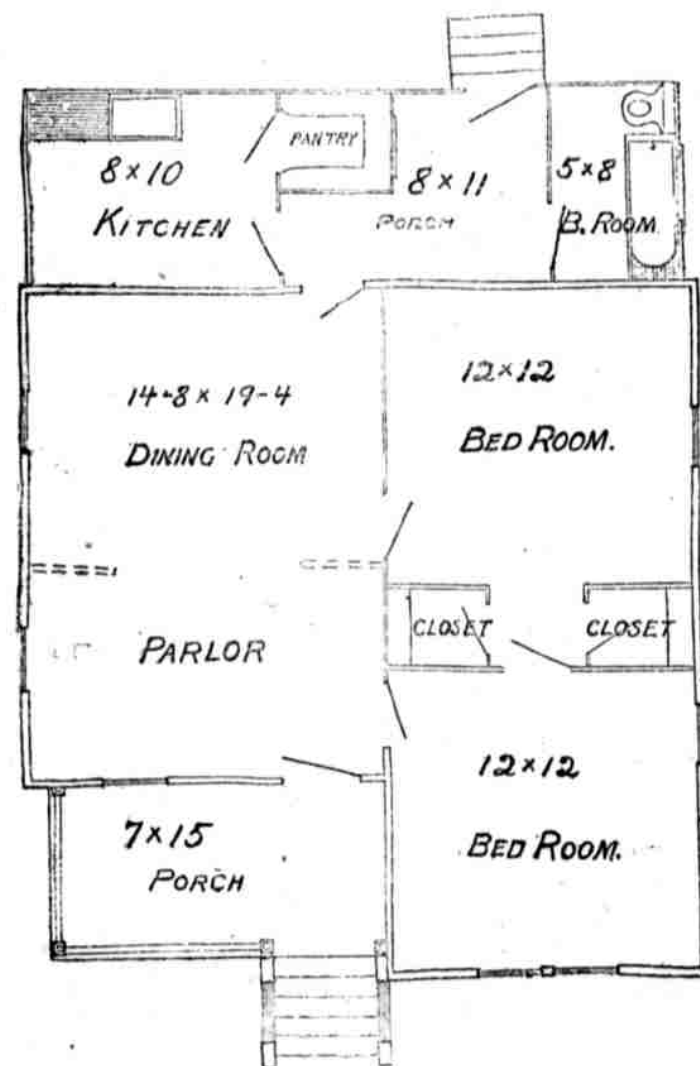 PANTRY
8 x 10
KITCHEN
8 x 11
PORCH
5 x 8
B. ROOM
14-8 x 19-4
DINING ROOM
12 x 12
BED ROOM.
CLOSET
CLOSET
PARLOR
12 x 12
BED ROOM.
7 x 15
PORCH